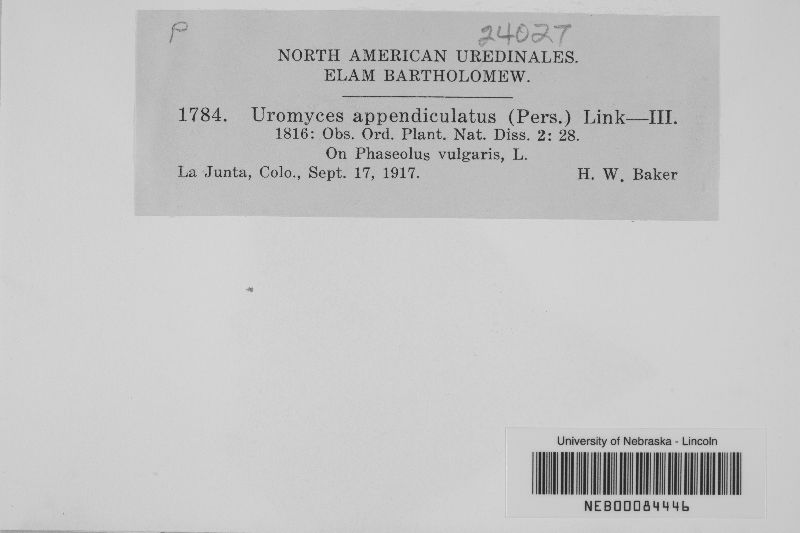 P 24027
NORTH AMERICAN UREDINALES.
ELAM BARTHOLOMEW.
1784. Uromyces appendiculatus (Pers.) Link—III.
1816: Obs. Ord. Plant. Nat. Diss. 2: 28.
On Phaseolus vulgaris, L.
La Junta, Colo., Sept. 17, 1917. H. W. Baker
University of Nebraska - Lincoln
NEB00084446